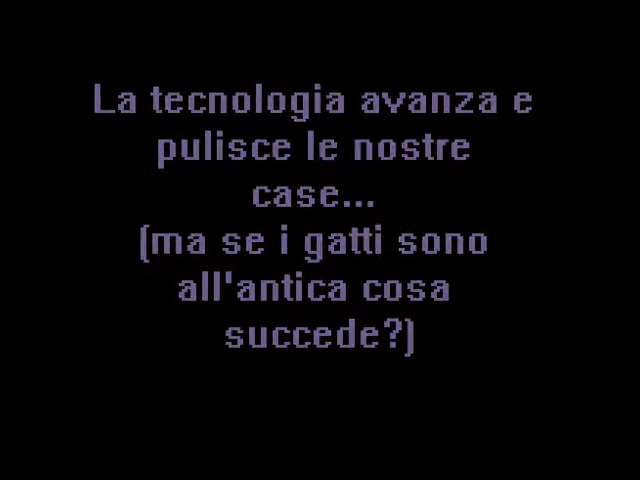 La tecnologia avanza e
pulisce le nostre
case...
(ma se i gatti sono
all'antica cosa
succede?)